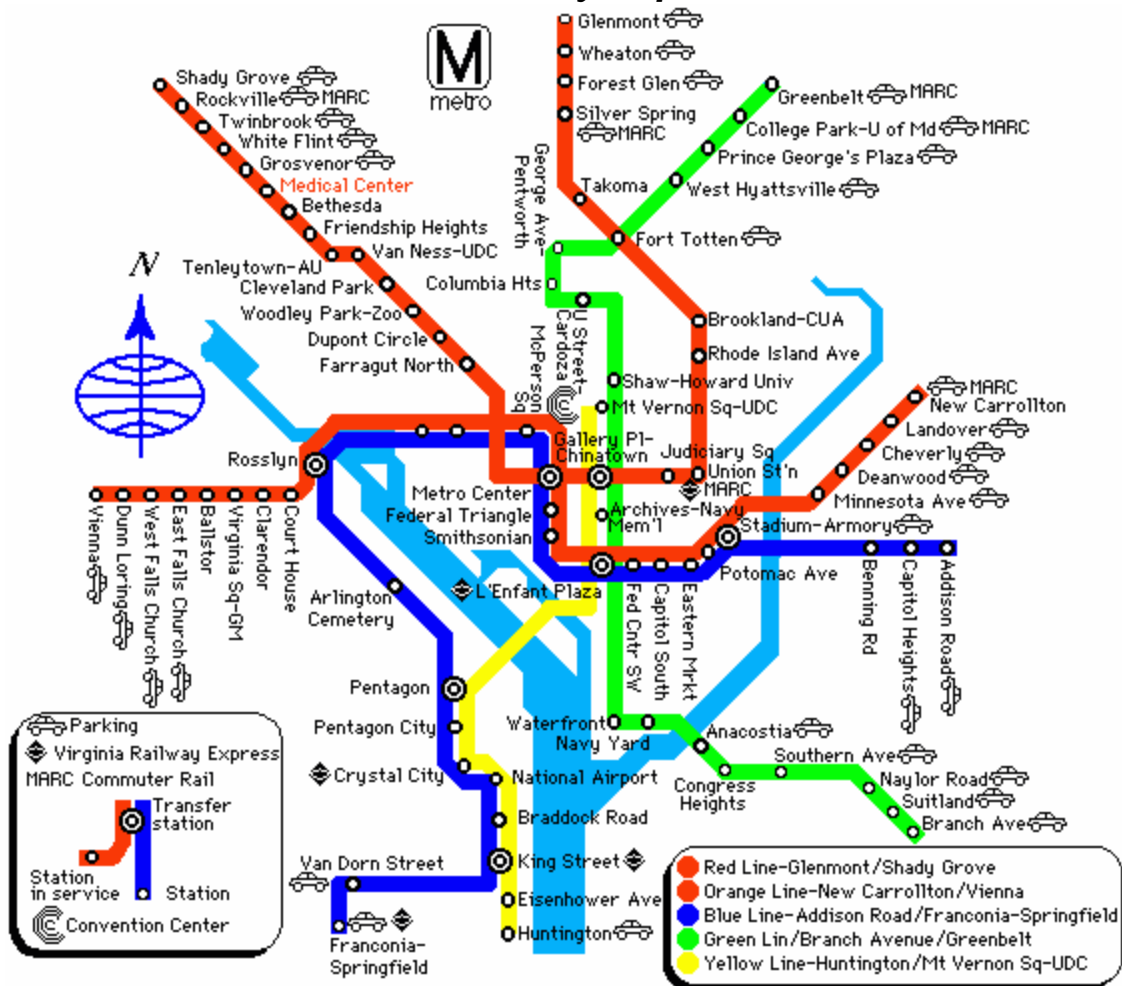 Glenmont
Wheaton
Forest Glen
Silver Spring
MARC
M
metro
Shady Grove
Rockville MARC
Twinbrook
White Flint
Grosvenor
Medical Center
Bethesda
Friendship Heights
Van Ness-UDC
Tenleytown-AU
Cleveland Park
Woodley Park-Zoo
Dupont Circle
Farragut North
Greenbelt MARC
College Park-U of Md MARC
Prince George's Plaza
West Hyattsville
George Ave-
Pentworth
Takoma
Fort Totten
Columbia Hts
U Street-
Cardoza
McPerson
Sq
Brookland-CUA
Rhode Island Ave
Shaw-Howard Univ
Mt Vernon Sq-UDC
Gallery Pl-
Chinatown
Judiciary Sq
Union St'n
MARC
MARC
New Carrollton
Landover
Cheverly
Deanwood
Minnesota Ave
Stadium-Armory
N
Rosslyn
Metro Center
Federal Triangle
Smithsonian
Archives-Navy
Mem'l
Vienna
Dunn Loring
West Falls Church
East Falls Church
Ballstor
Virginia Sq-GM
Clarendor
Court House
Arlington
Cemetery
L'Enfant Plaza
Fed Cntr SW
Capitol South
Eastern Mrkt
Potomac Ave
Benning Rd
Capitol Heights
Addison Road
Pentagon
Pentagon City
Crystal City
National Airport
Braddock Road
Van Dorn Street
King Street
Eisenhower Ave
Huntington
Franconia-
Springfield
Waterfront
Navy Yard
Anacostia
Congress
Heights
Southern Ave
Naylor Road
Suitland
Branch Ave
Parking
Virginia Railway Express
MARC Commuter Rail
Transfer
station
Station
in service
Station
Convention Center
Red Line-Glenmont/Shady Grove
Orange Line-New Carrollton/Vienna
Blue Line-Addison Road/Franconia-Springfield
Green Lin/Branch Avenue/Greenbelt
Yellow Line-Huntington/Mt Vernon Sq-UDC